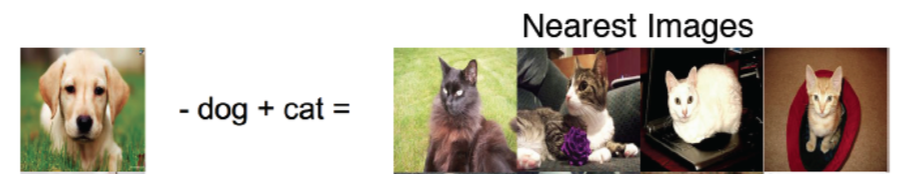 Nearest Images
- dog + cat =